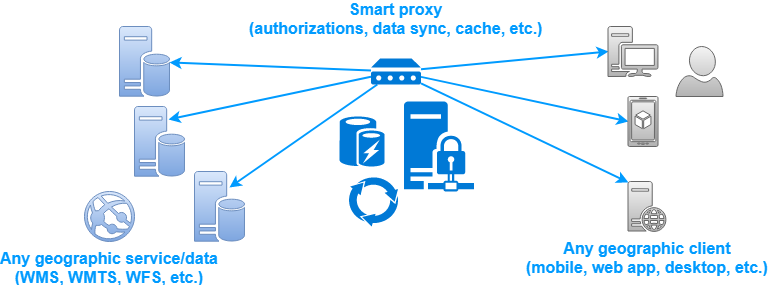 Smart proxy
(authorizations, data sync, cache, etc.)
Any geographic service/data
(WMS, WMTS, WFS, etc.)
Any geographic client
(mobile, web app, desktop, etc.)